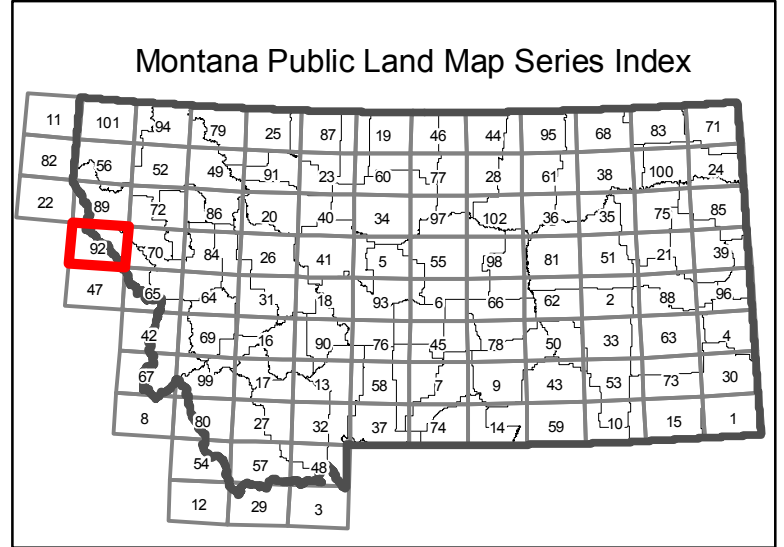 Montana Public Land Map Series Index
11 101 94 79 25 87 19 46 44 95 68 83 71
82 56 52 49 91 23 60 77 28 61 38 100 24
22 89 72 86 20 40 34 97 102 36 35 75 85
92 70 84 26 41 5 55 98 81 51 21 39
47 65 64 31 18 93 6 66 62 2 88 96
42 69 16 90 76 45 78 50 33 63 4
67 99 17 13 58 7 9 43 53 73 30
8 80 27 32 37 74 14 59 10 15 1
54 57 48
12 29 3